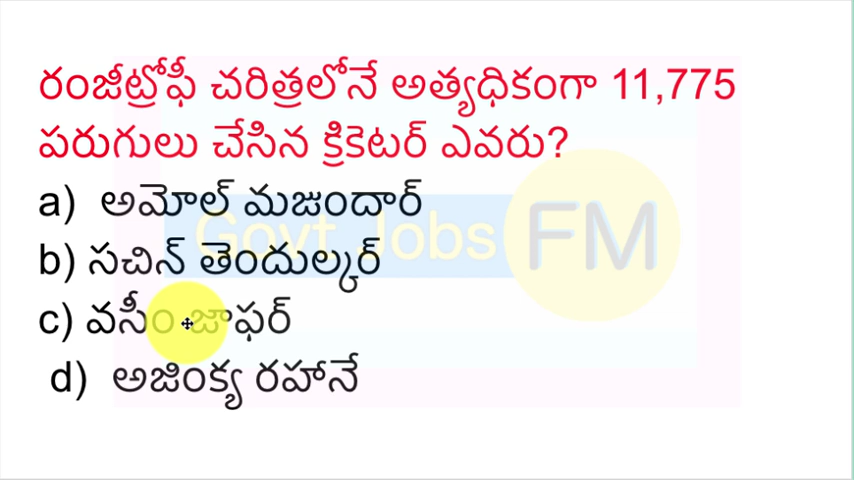 రంజీట్రోఫీ చరిత్రలోనే అత్యధికంగా 11,775
పరుగులు చేసిన క్రికెటర్ ఎవరు?
a) అమోల్ మజుందార్
b) సచిన్ తెందుల్కర్
c) వసీం జాఫర్
d) అజింక్య రహానే
Govt Jobs FM